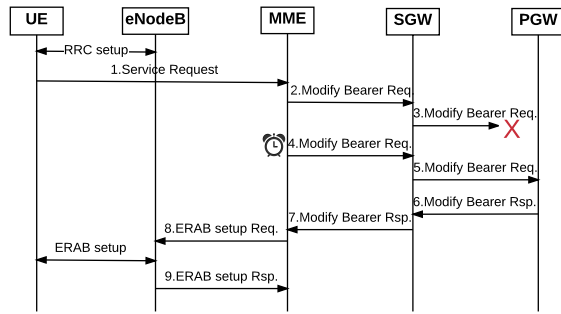 UE
eNodeB
MME
SGW
PGW
RRC setup
1.Service Request
2.Modify Bearer Req.
3.Modify Bearer Req.
4.Modify Bearer Req.
5.Modify Bearer Req.
6.Modify Bearer Rsp.
7.Modify Bearer Rsp.
8.ERAB setup Req.
ERAB setup
9.ERAB setup Rsp.